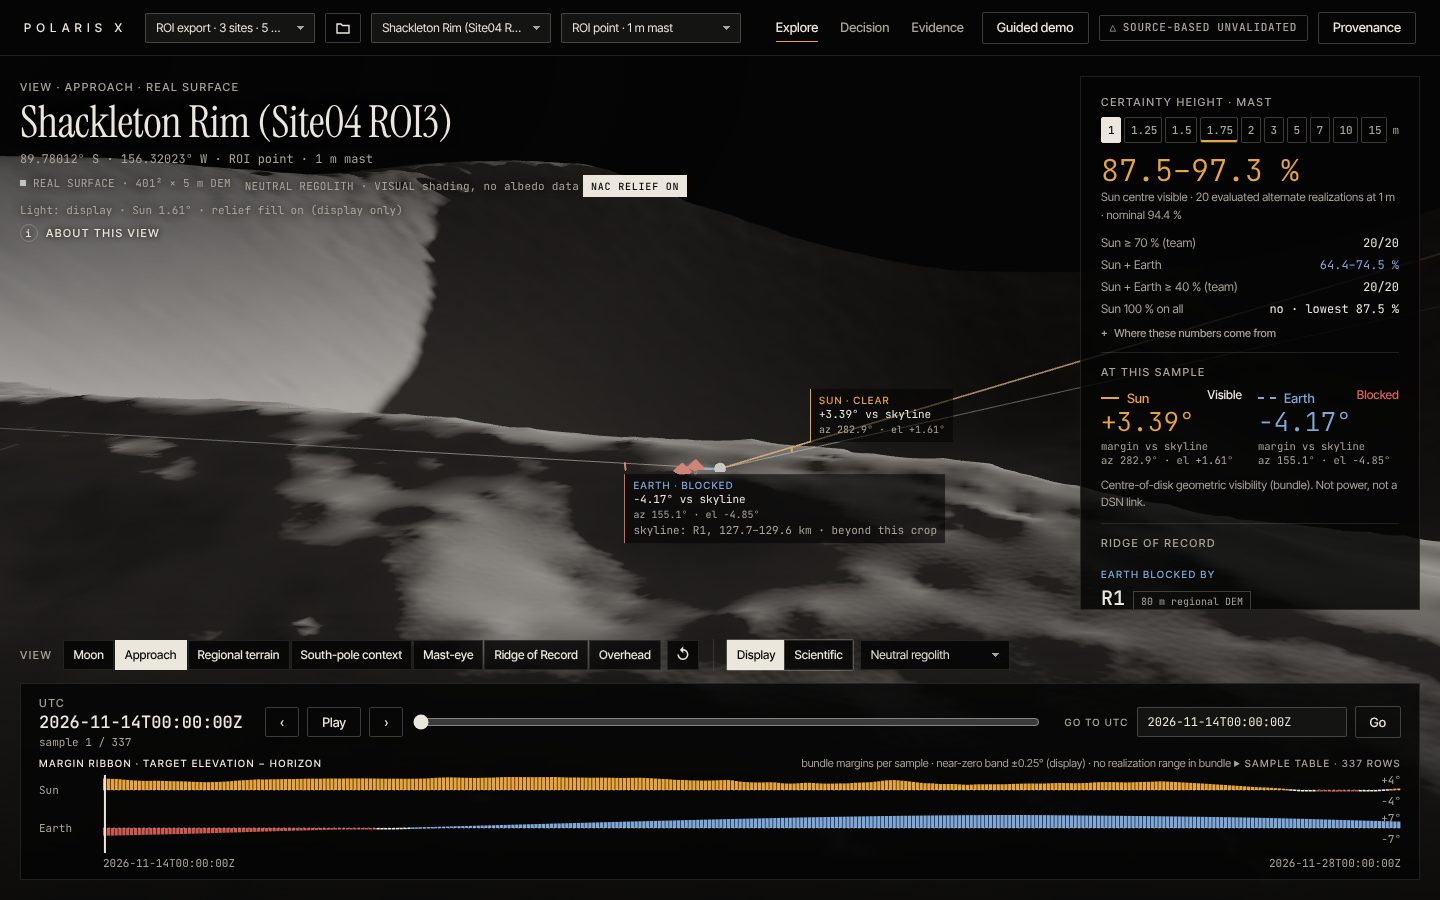 POLARIS X
ROI export · 3 sites · 5 ...
Shackleton Rim (Site04 R...
ROI point · 1 m mast
Explore
Decision
Evidence
Guided demo
△ SOURCE-BASED UNVALIDATED
Provenance
VIEW · APPROACH · REAL SURFACE
Shackleton Rim (Site04 ROI3)
89.78012° S · 156.32023° W · ROI point · 1 m mast
REAL SURFACE · 401² × 5 m DEM
NEUTRAL REGOLITH · VISUAL shading, no albedo data
NAC RELIEF ON
Light: display · Sun 1.61° · relief fill on (display only)
i ABOUT THIS VIEW
CERTAINTY HEIGHT · MAST
1 1.25 1.5 1.75 2 3 5 7 10 15 m
87.5–97.3 %
Sun centre visible · 20 evaluated alternate realizations at 1 m
· nominal 94.4 %
Sun ≥ 70 % (team) 20/20
Sun + Earth 64.4–74.5 %
Sun + Earth ≥ 40 % (team) 20/20
Sun 100 % on all no · lowest 87.5 %
+ Where these numbers come from
AT THIS SAMPLE
Sun Visible
+3.39°
margin vs skyline
az 282.9° · el +1.61°
Earth Blocked
-4.17°
margin vs skyline
az 155.1° · el -4.85°
Centre-of-disk geometric visibility (bundle). Not power, not a
DSN link.
RIDGE OF RECORD
EARTH BLOCKED BY
R1 80 m regional DEM
SUN · CLEAR
+3.39° vs skyline
az 282.9° · el +1.61°
EARTH · BLOCKED
-4.17° vs skyline
az 155.1° · el -4.85°
skyline: R1, 127.7–129.6 km · beyond this crop
VIEW
Moon
Approach
Regional terrain
South-pole context
Mast-eye
Ridge of Record
Overhead
Display
Scientific
Neutral regolith
UTC
2026-11-14T00:00:00Z
sample 1 / 337
‹
Play
›
GO TO UTC
2026-11-14T00:00:00Z
Go
MARGIN RIBBON · TARGET ELEVATION − HORIZON
bundle margins per sample · near-zero band ±0.25° (display) · no realization range in bundle
▶ SAMPLE TABLE · 337 ROWS
Sun
+4°
-4°
Earth
+7°
-7°
2026-11-14T00:00:00Z
2026-11-28T00:00:00Z